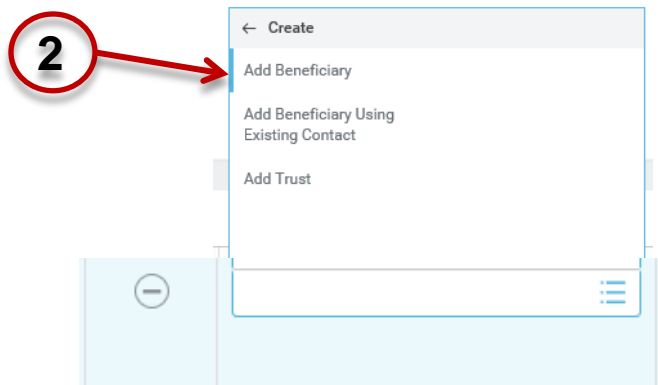 ← Create
2
Add Beneficiary
Add Beneficiary Using
Existing Contact
Add Trust